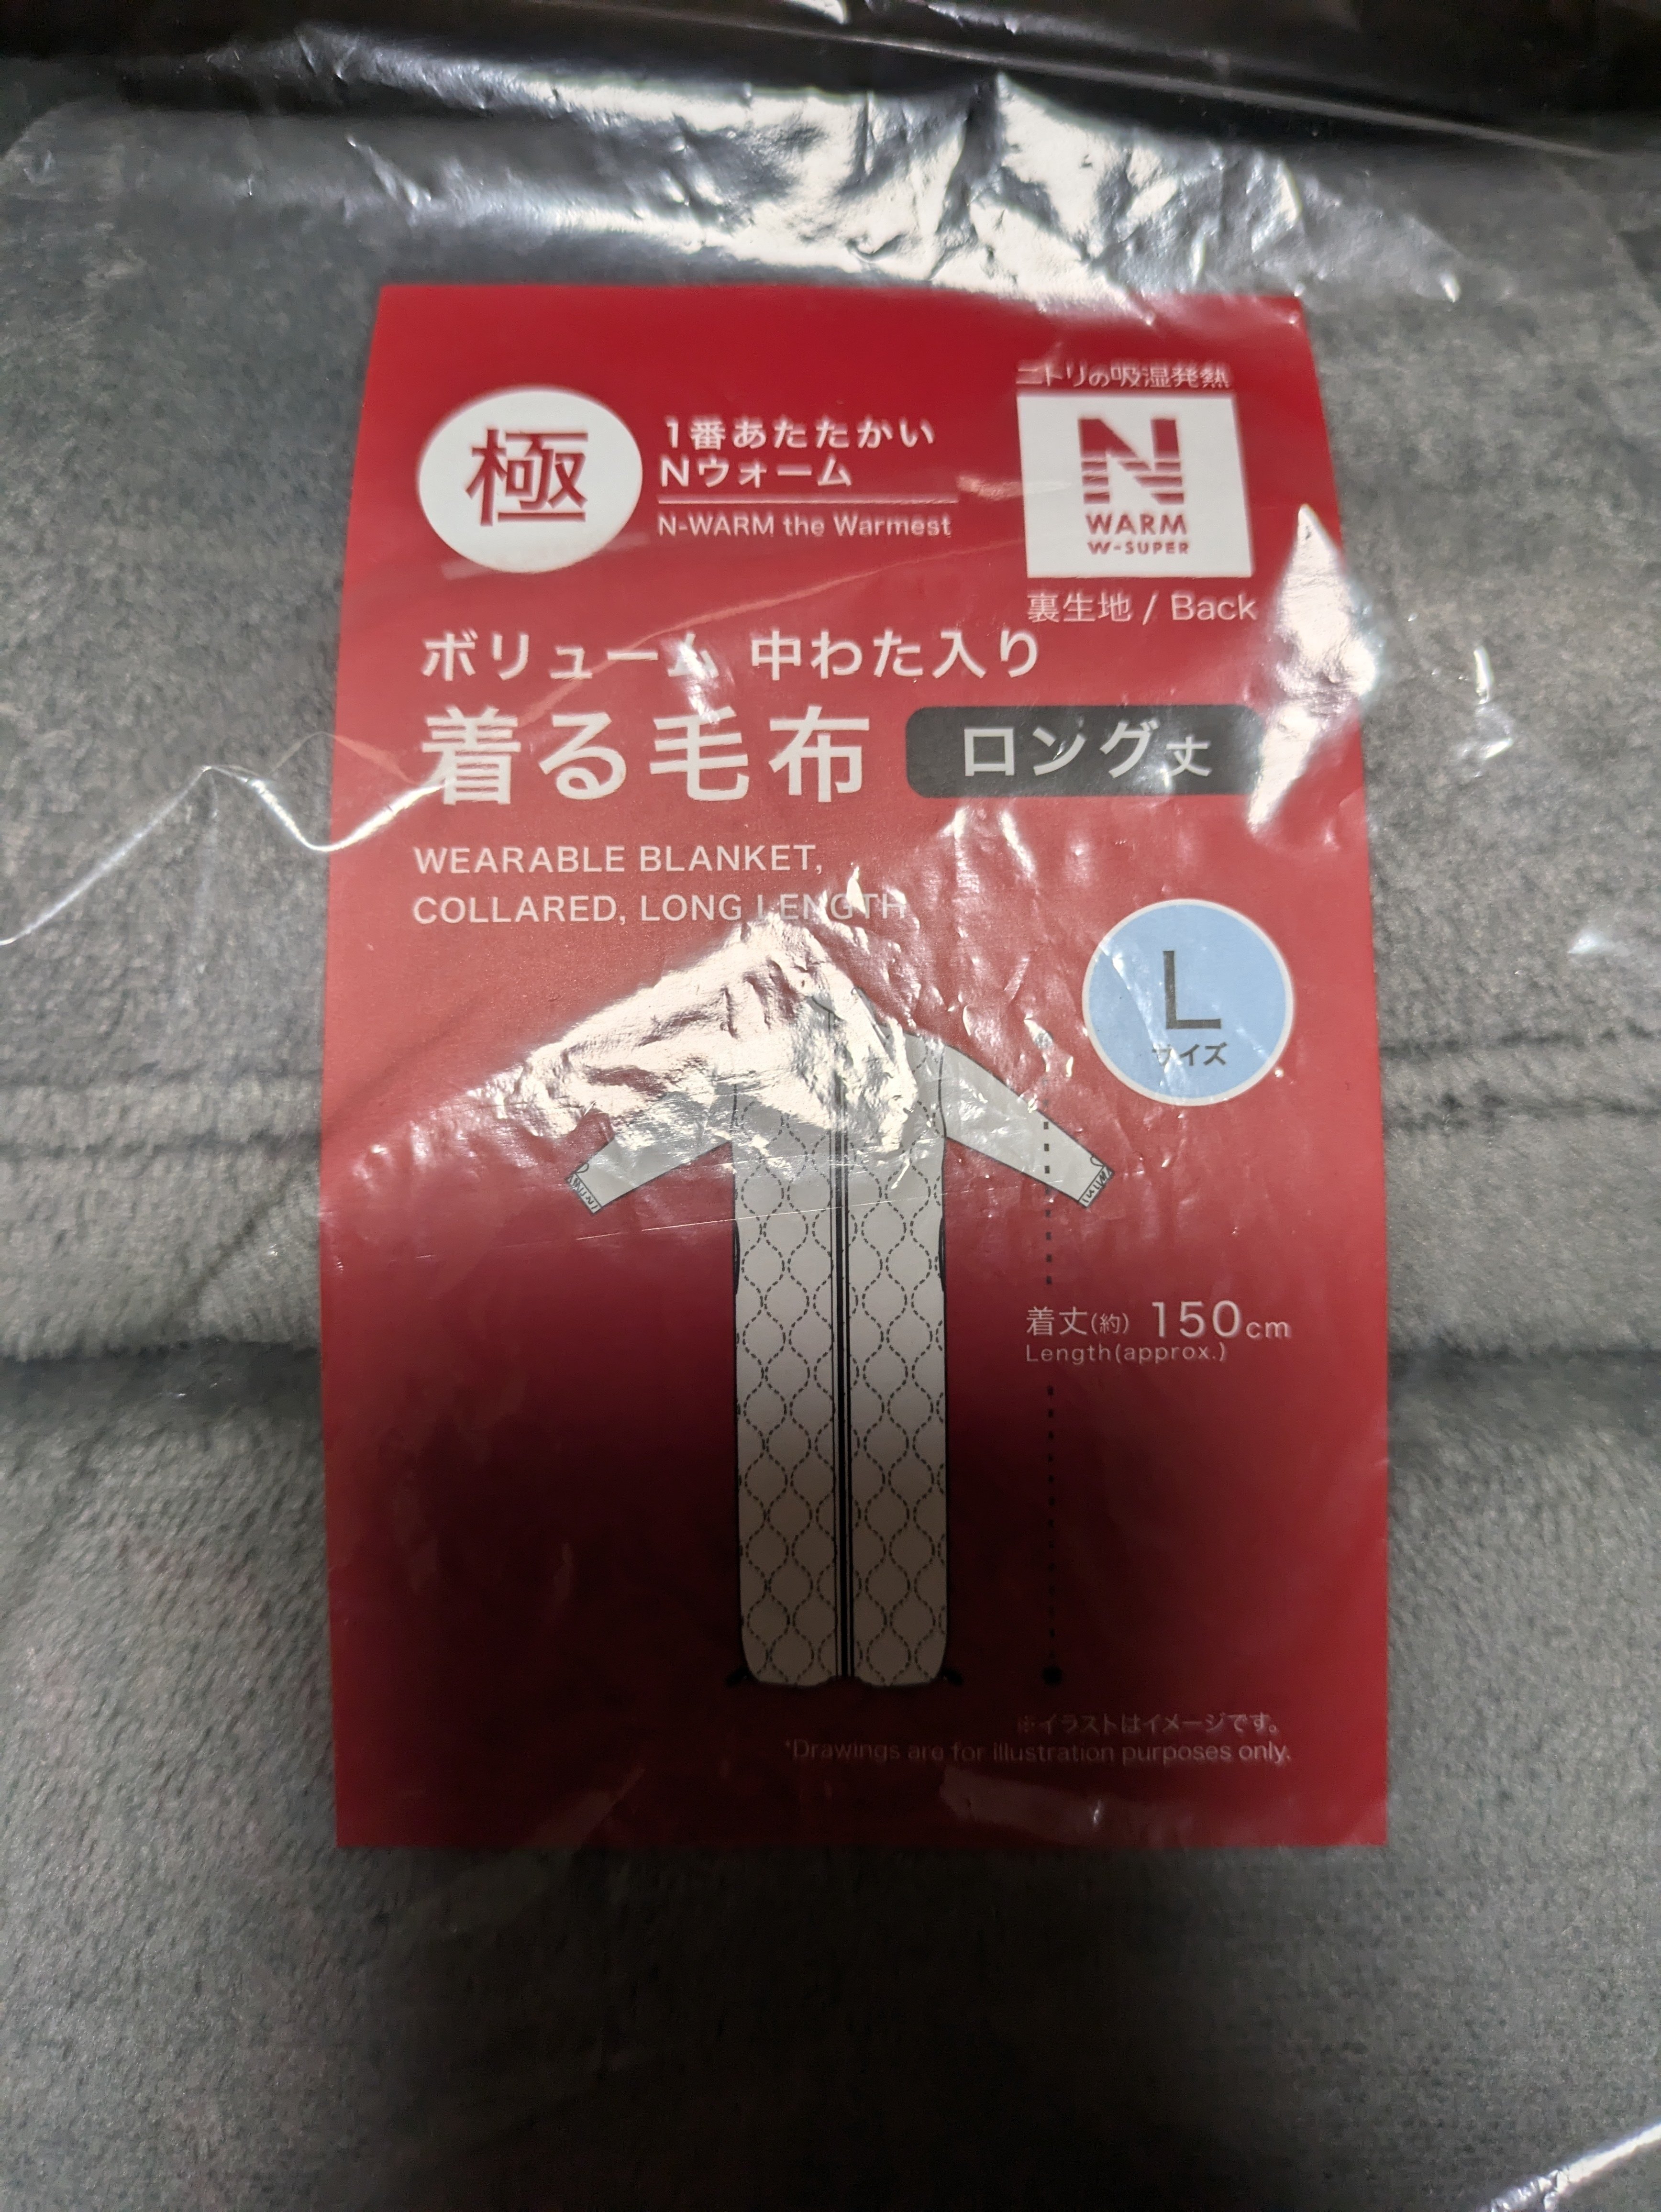 極
1番あたたかい
Nウォーム
N-WARM the Warmest
ニトリの吸湿発熱
N
WARM
W-SUPER
裏生地 / Back
ボリューム 中わた入り
着る毛布 ロング丈
WEARABLE BLANKET,
COLLARED, LONG LENGTH
L
サイズ
着丈(約) 150cm
Length(approx.)
※イラストはイメージです。
*Drawings are for illustration purposes only.